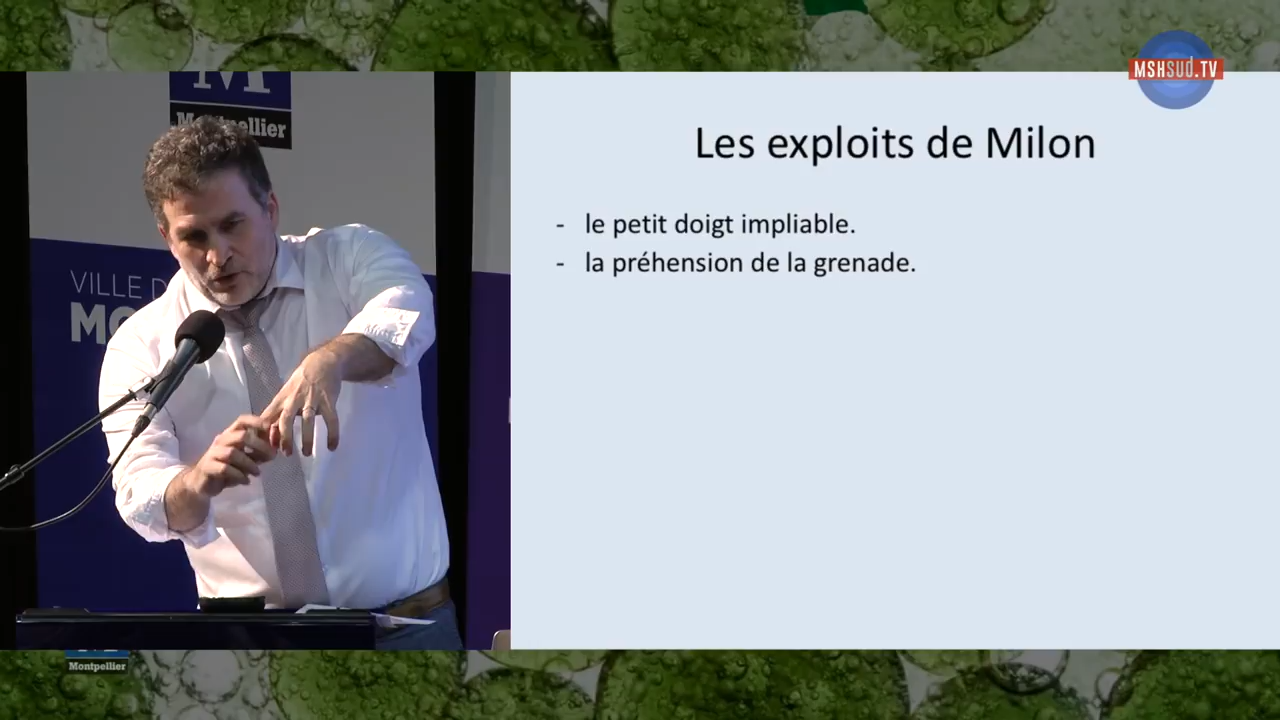 MSHSUD.TV
M
Montpellier
VILLE D
MO
Les exploits de Milon
- le petit doigt impliable.
- la préhension de la grenade.
Montpellier